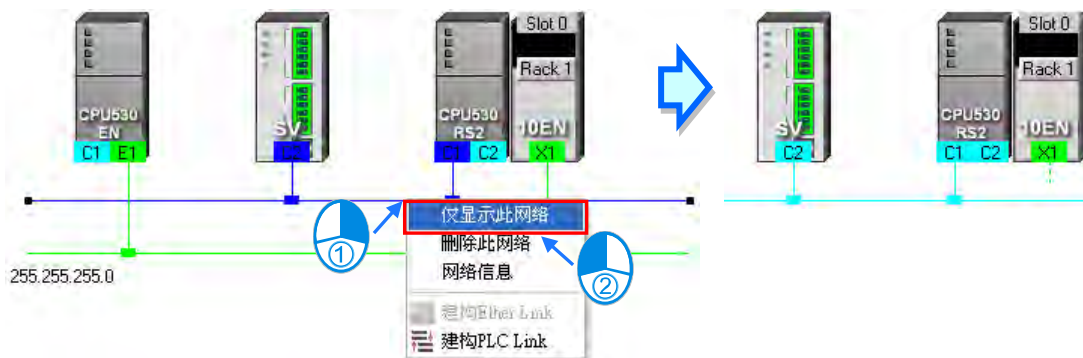 CPU530
EN
C1 E1
SV
C2
CPU530
RS2
C1 C2
Slot 0
Rack 1
10EN
X1
255.255.255.0
①
仅显示此网络
删除此网络
网络信息
建构Ether Link
建构PLC Link
②
SV
C2
CPU530
RS2
C1 C2
Slot 0
Rack 1
10EN
X1